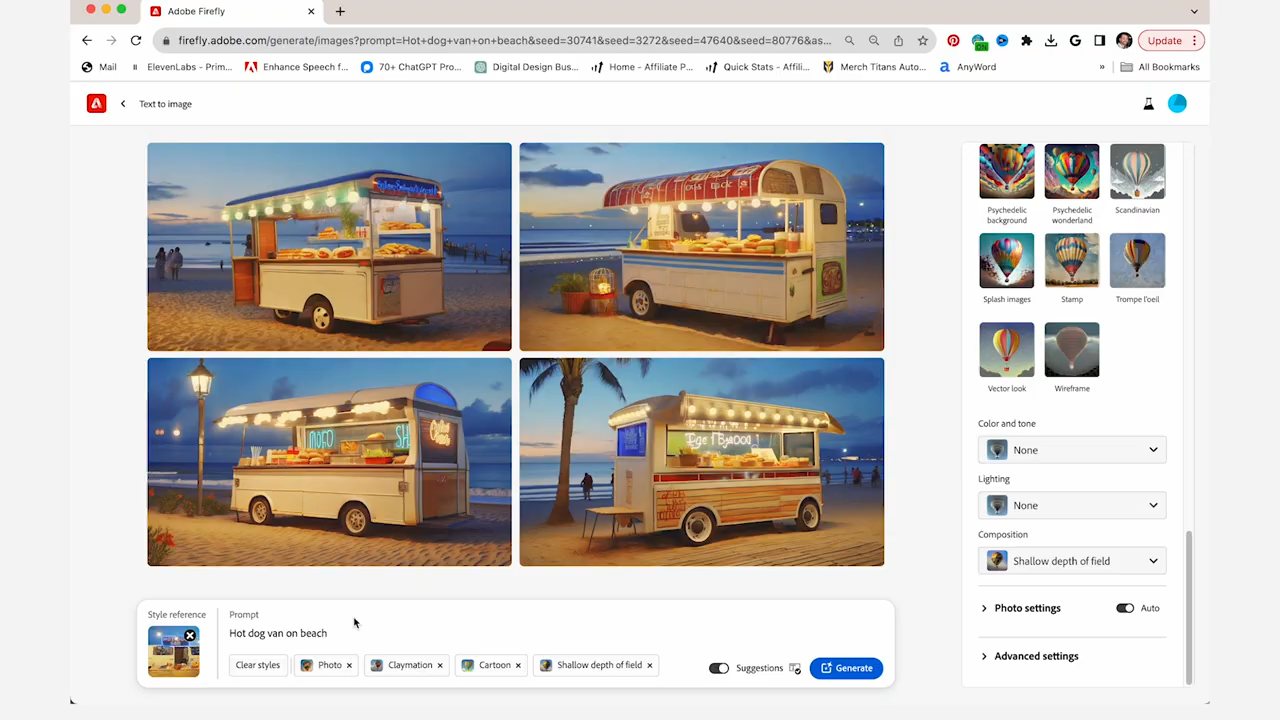 Adobe Firefly
firefly.adobe.com/generate/images?prompt=Hot+dog+van+on+beach&seed=30741&seed=3272&seed=47640&seed=80776&as...
Update
Mail
ElevenLabs - Prim...
Enhance Speech f...
70+ ChatGPT Pro...
Digital Design Bus...
Home - Affiliate P...
Quick Stats - Affili...
Merch Titans Auto...
AnyWord
»
All Bookmarks
Text to image
Psychedelic background
Psychedelic wonderland
Scandinavian
Splash images
Stamp
Trompe l'oeil
Vector look
Wireframe
Color and tone
None
Lighting
None
Composition
Shallow depth of field
Photo settings
Auto
Advanced settings
Style reference
Prompt
Hot dog van on beach
Clear styles
Photo
Claymation
Cartoon
Shallow depth of field
Suggestions
Generate